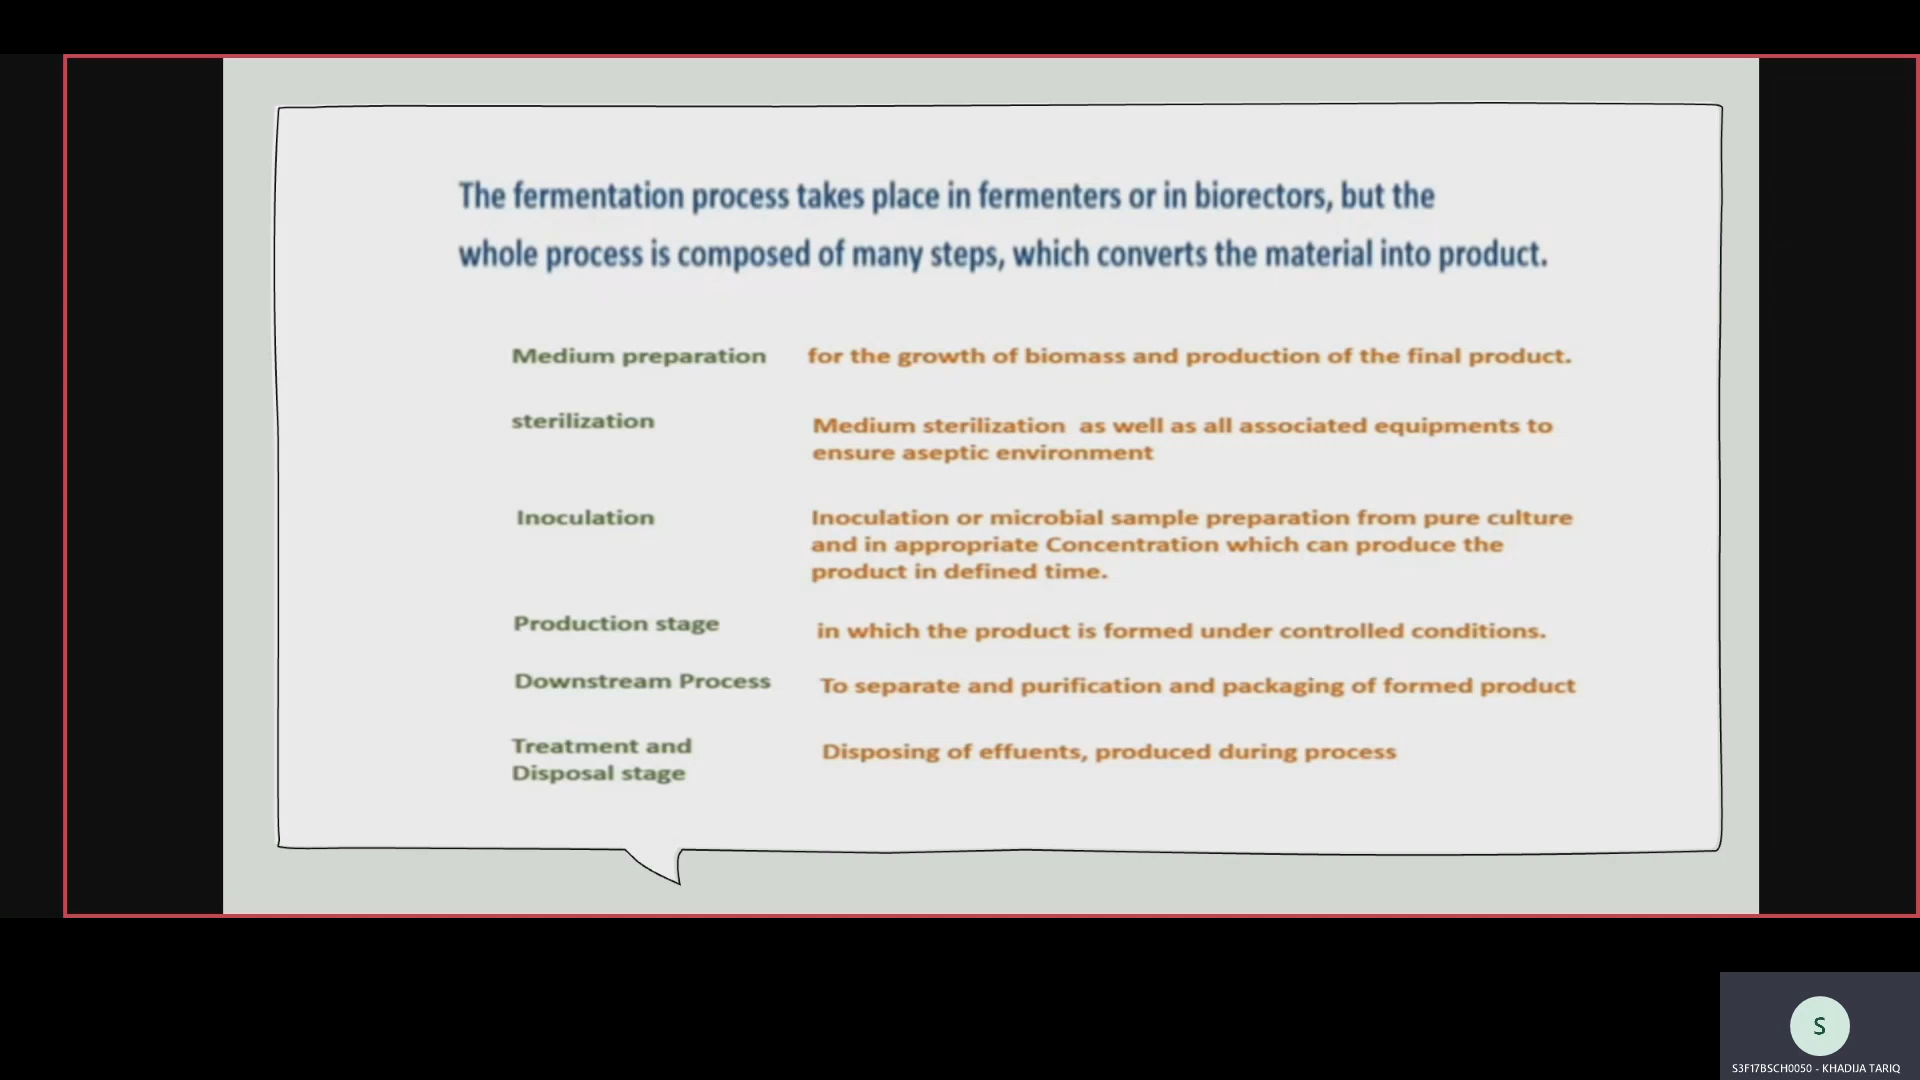 The fermentation process takes place in fermenters or in biorectors, but the
whole process is composed of many steps, which converts the material into product.
Medium preparation for the growth of biomass and production of the final product.
sterilization Medium sterilization as well as all associated equipments to
ensure aseptic environment
Inoculation Inoculation or microbial sample preparation from pure culture
and in appropriate Concentration which can produce the
product in defined time.
Production stage in which the product is formed under controlled conditions.
Downstream Process To separate and purification and packaging of formed product
Treatment and Disposing of effuents, produced during process
Disposal stage
S
S3F17BSCH0050 - KHADIJA TARIQ